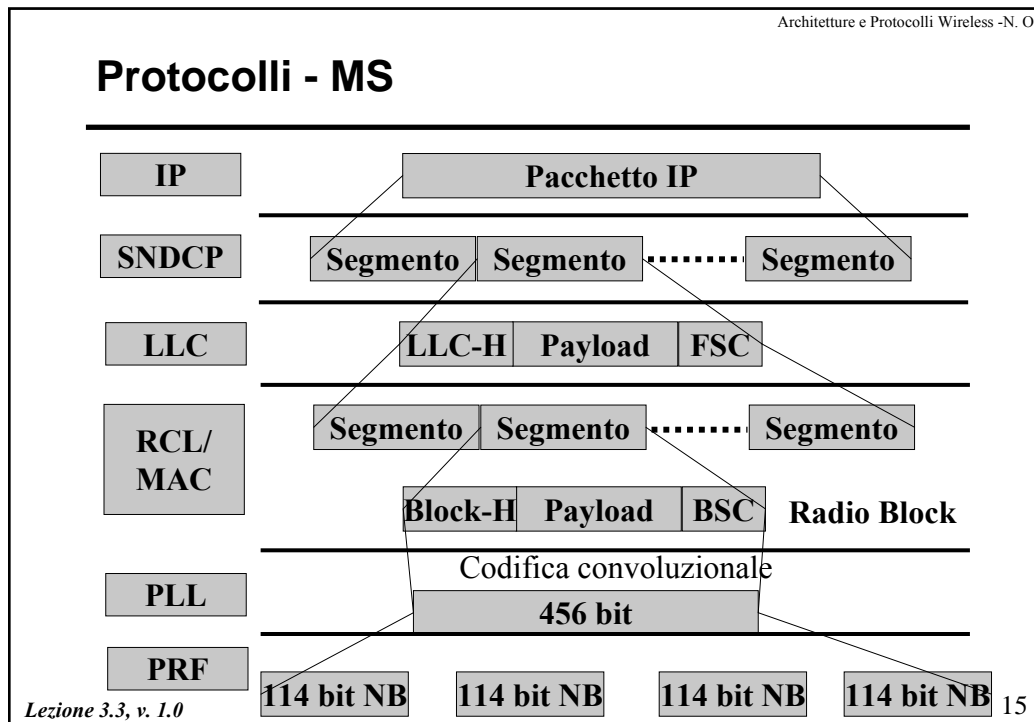 Architetture e Protocolli Wireless -N. O
Protocolli - MS
IP
Pacchetto IP
SNDCP
Segmento Segmento Segmento
LLC
LLC-H Payload FSC
RCL/
MAC
Segmento Segmento Segmento
Block-H Payload BSC Radio Block
Codifica convoluzionale
PLL
456 bit
PRF
114 bit NB 114 bit NB 114 bit NB 114 bit NB
Lezione 3.3, v. 1.0
15